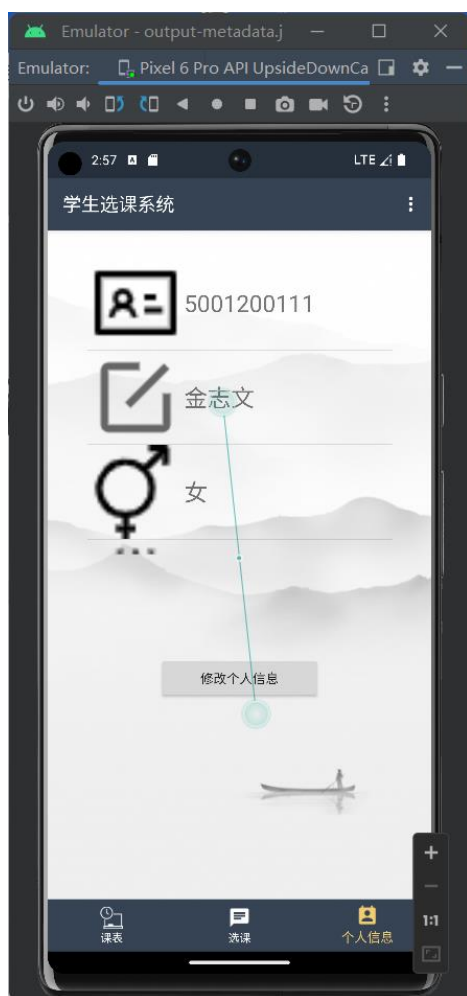 Emulator - output-metadata.j
Emulator:
Pixel 6 Pro API UpsideDownCa
2:57
LTE
学生选课系统
5001200111
金志文
女
修改个人信息
1:1
课表
选课
个人信息